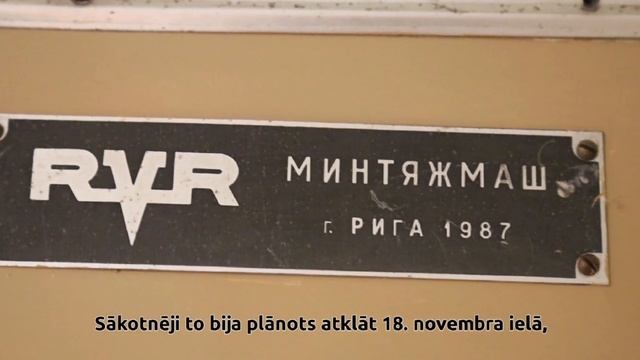 RVR
МИНТЯЖМАШ
г. РИГА 1987
Sākotnēji to bija plānots atklāt 18. novembra ielā,